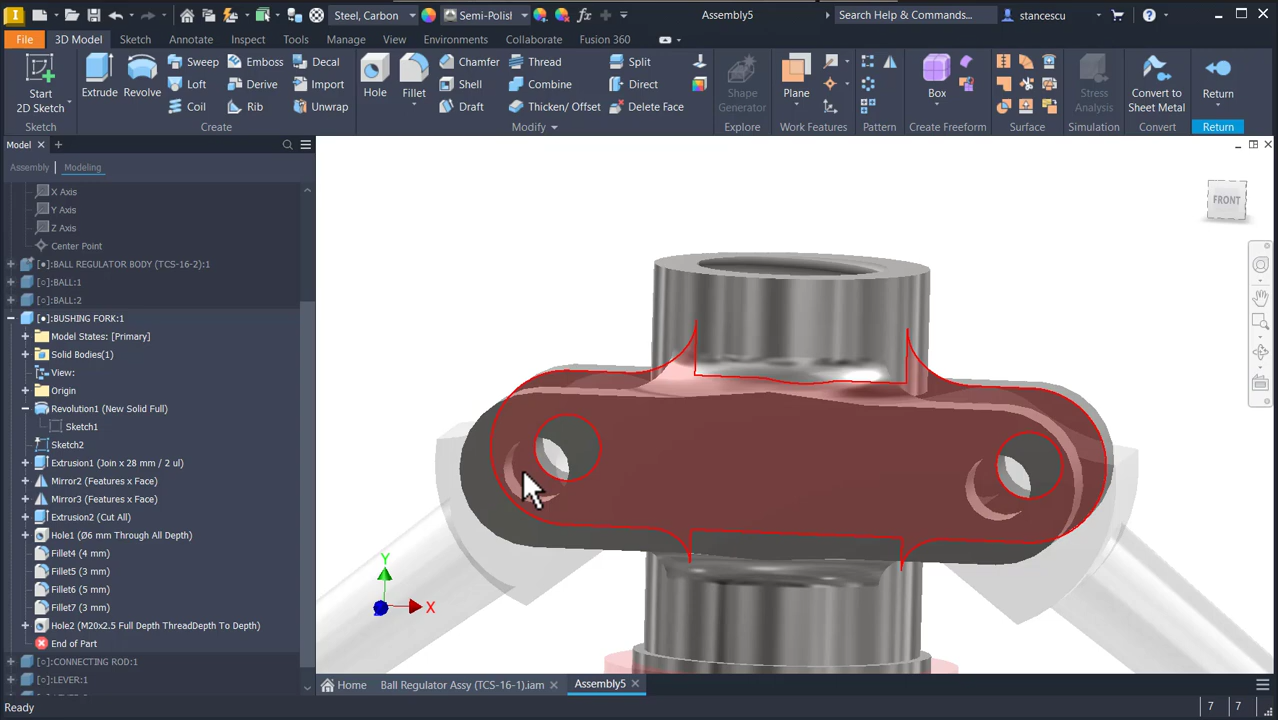 Steel, Carbon
Semi-Polisl
Assembly5
Search Help & Commands...
stancescu
File
3D Model
Sketch
Annotate
Inspect
Tools
Manage
View
Environments
Collaborate
Fusion 360
Start
2D Sketch
Extrude
Revolve
Sweep
Loft
Coil
Emboss
Derive
Rib
Decal
Import
Unwrap
Hole
Fillet
Chamfer
Shell
Draft
Thread
Combine
Thicken/ Offset
Split
Direct
Delete Face
Shape
Generator
Plane
Box
Stress
Analysis
Convert to
Sheet Metal
Return
Sketch
Create
Modify
Explore
Work Features
Pattern
Create Freeform
Surface
Simulation
Convert
Return
Model
Assembly
Modeling
X Axis
Y Axis
Z Axis
Center Point
[●]:BALL REGULATOR BODY (TCS-16-2):1
[○]:BALL:1
[○]:BALL:2
[●]:BUSHING FORK:1
Model States: [Primary]
Solid Bodies(1)
View:
Origin
Revolution1 (New Solid Full)
Sketch1
Sketch2
Extrusion1 (Join x 28 mm / 2 ul)
Mirror2 (Features x Face)
Mirror3 (Features x Face)
Extrusion2 (Cut All)
Hole1 (Ø6 mm Through All Depth)
Fillet4 (4 mm)
Fillet5 (3 mm)
Fillet6 (5 mm)
Fillet7 (3 mm)
Hole2 (M20x2.5 Full Depth ThreadDepth To Depth)
End of Part
[○]:CONNECTING ROD:1
[○]:LEVER:1
FRONT
Y
X
Home
Ball Regulator Assy (TCS-16-1).iam
Assembly5
Ready
7
7